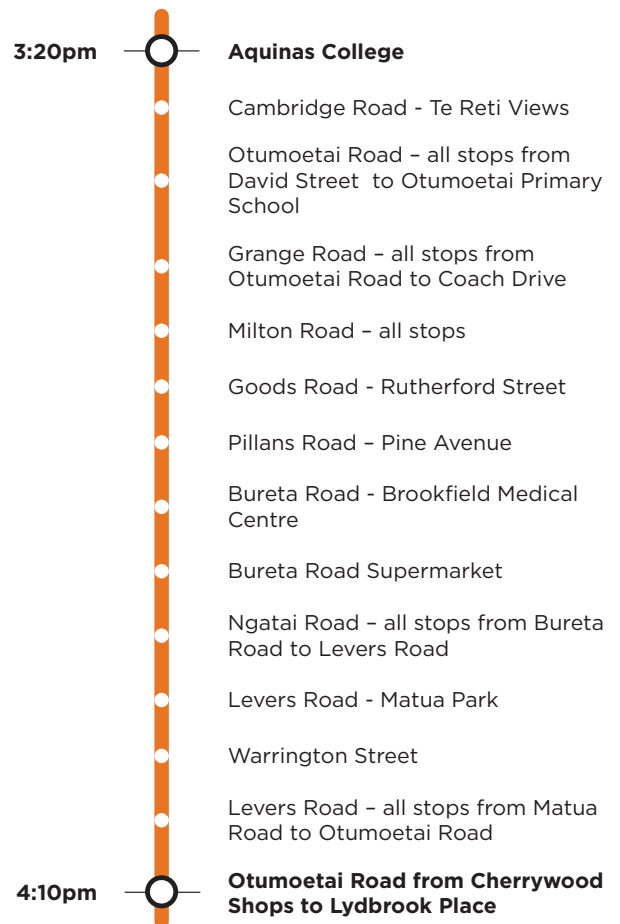 3:20pm Aquinas College
Cambridge Road - Te Reti Views
Otumoetai Road – all stops from
David Street to Otumoetai Primary
School
Grange Road – all stops from
Otumoetai Road to Coach Drive
Milton Road – all stops
Goods Road - Rutherford Street
Pillans Road – Pine Avenue
Bureta Road - Brookfield Medical
Centre
Bureta Road Supermarket
Ngatai Road – all stops from Bureta
Road to Levers Road
Levers Road - Matua Park
Warrington Street
Levers Road – all stops from Matua
Road to Otumoetai Road
4:10pm Otumoetai Road from Cherrywood
Shops to Lydbrook Place